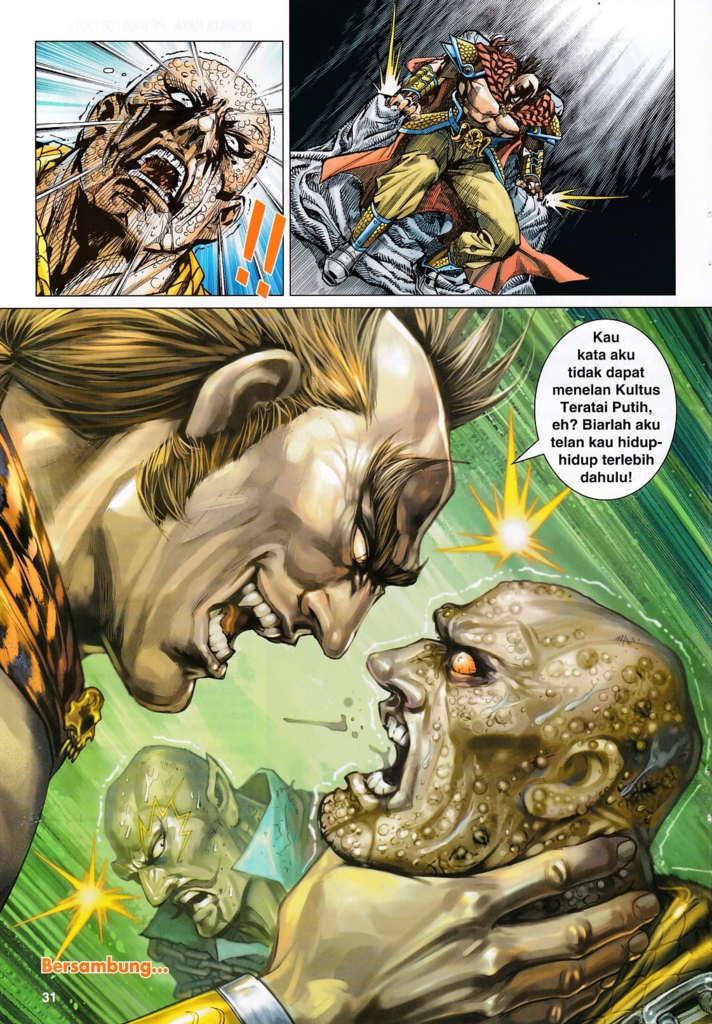 !!
Kau
kata aku
tidak dapat
menelan Kultus
Teratai Putih,
eh? Biarlah aku
telan kau hidup-
hidup terlebih
dahulu!
Bersambung...
31